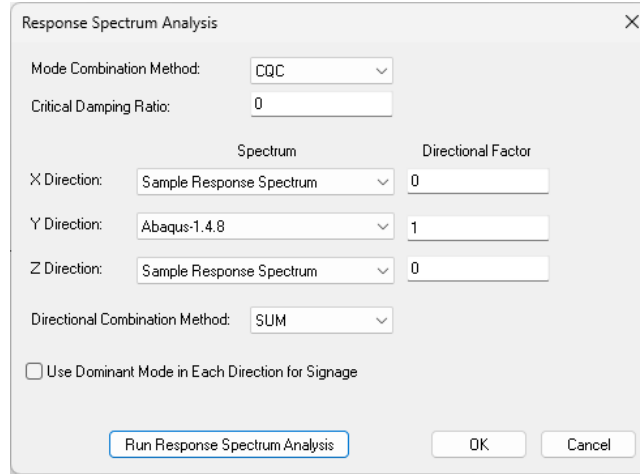 Response Spectrum Analysis
Mode Combination Method: CQC
Critical Damping Ratio: 0
Spectrum Directional Factor
X Direction: Sample Response Spectrum 0
Y Direction: Abaqus-1.4.8 1
Z Direction: Sample Response Spectrum 0
Directional Combination Method: SUM
Use Dominant Mode in Each Direction for Signage
Run Response Spectrum Analysis OK Cancel